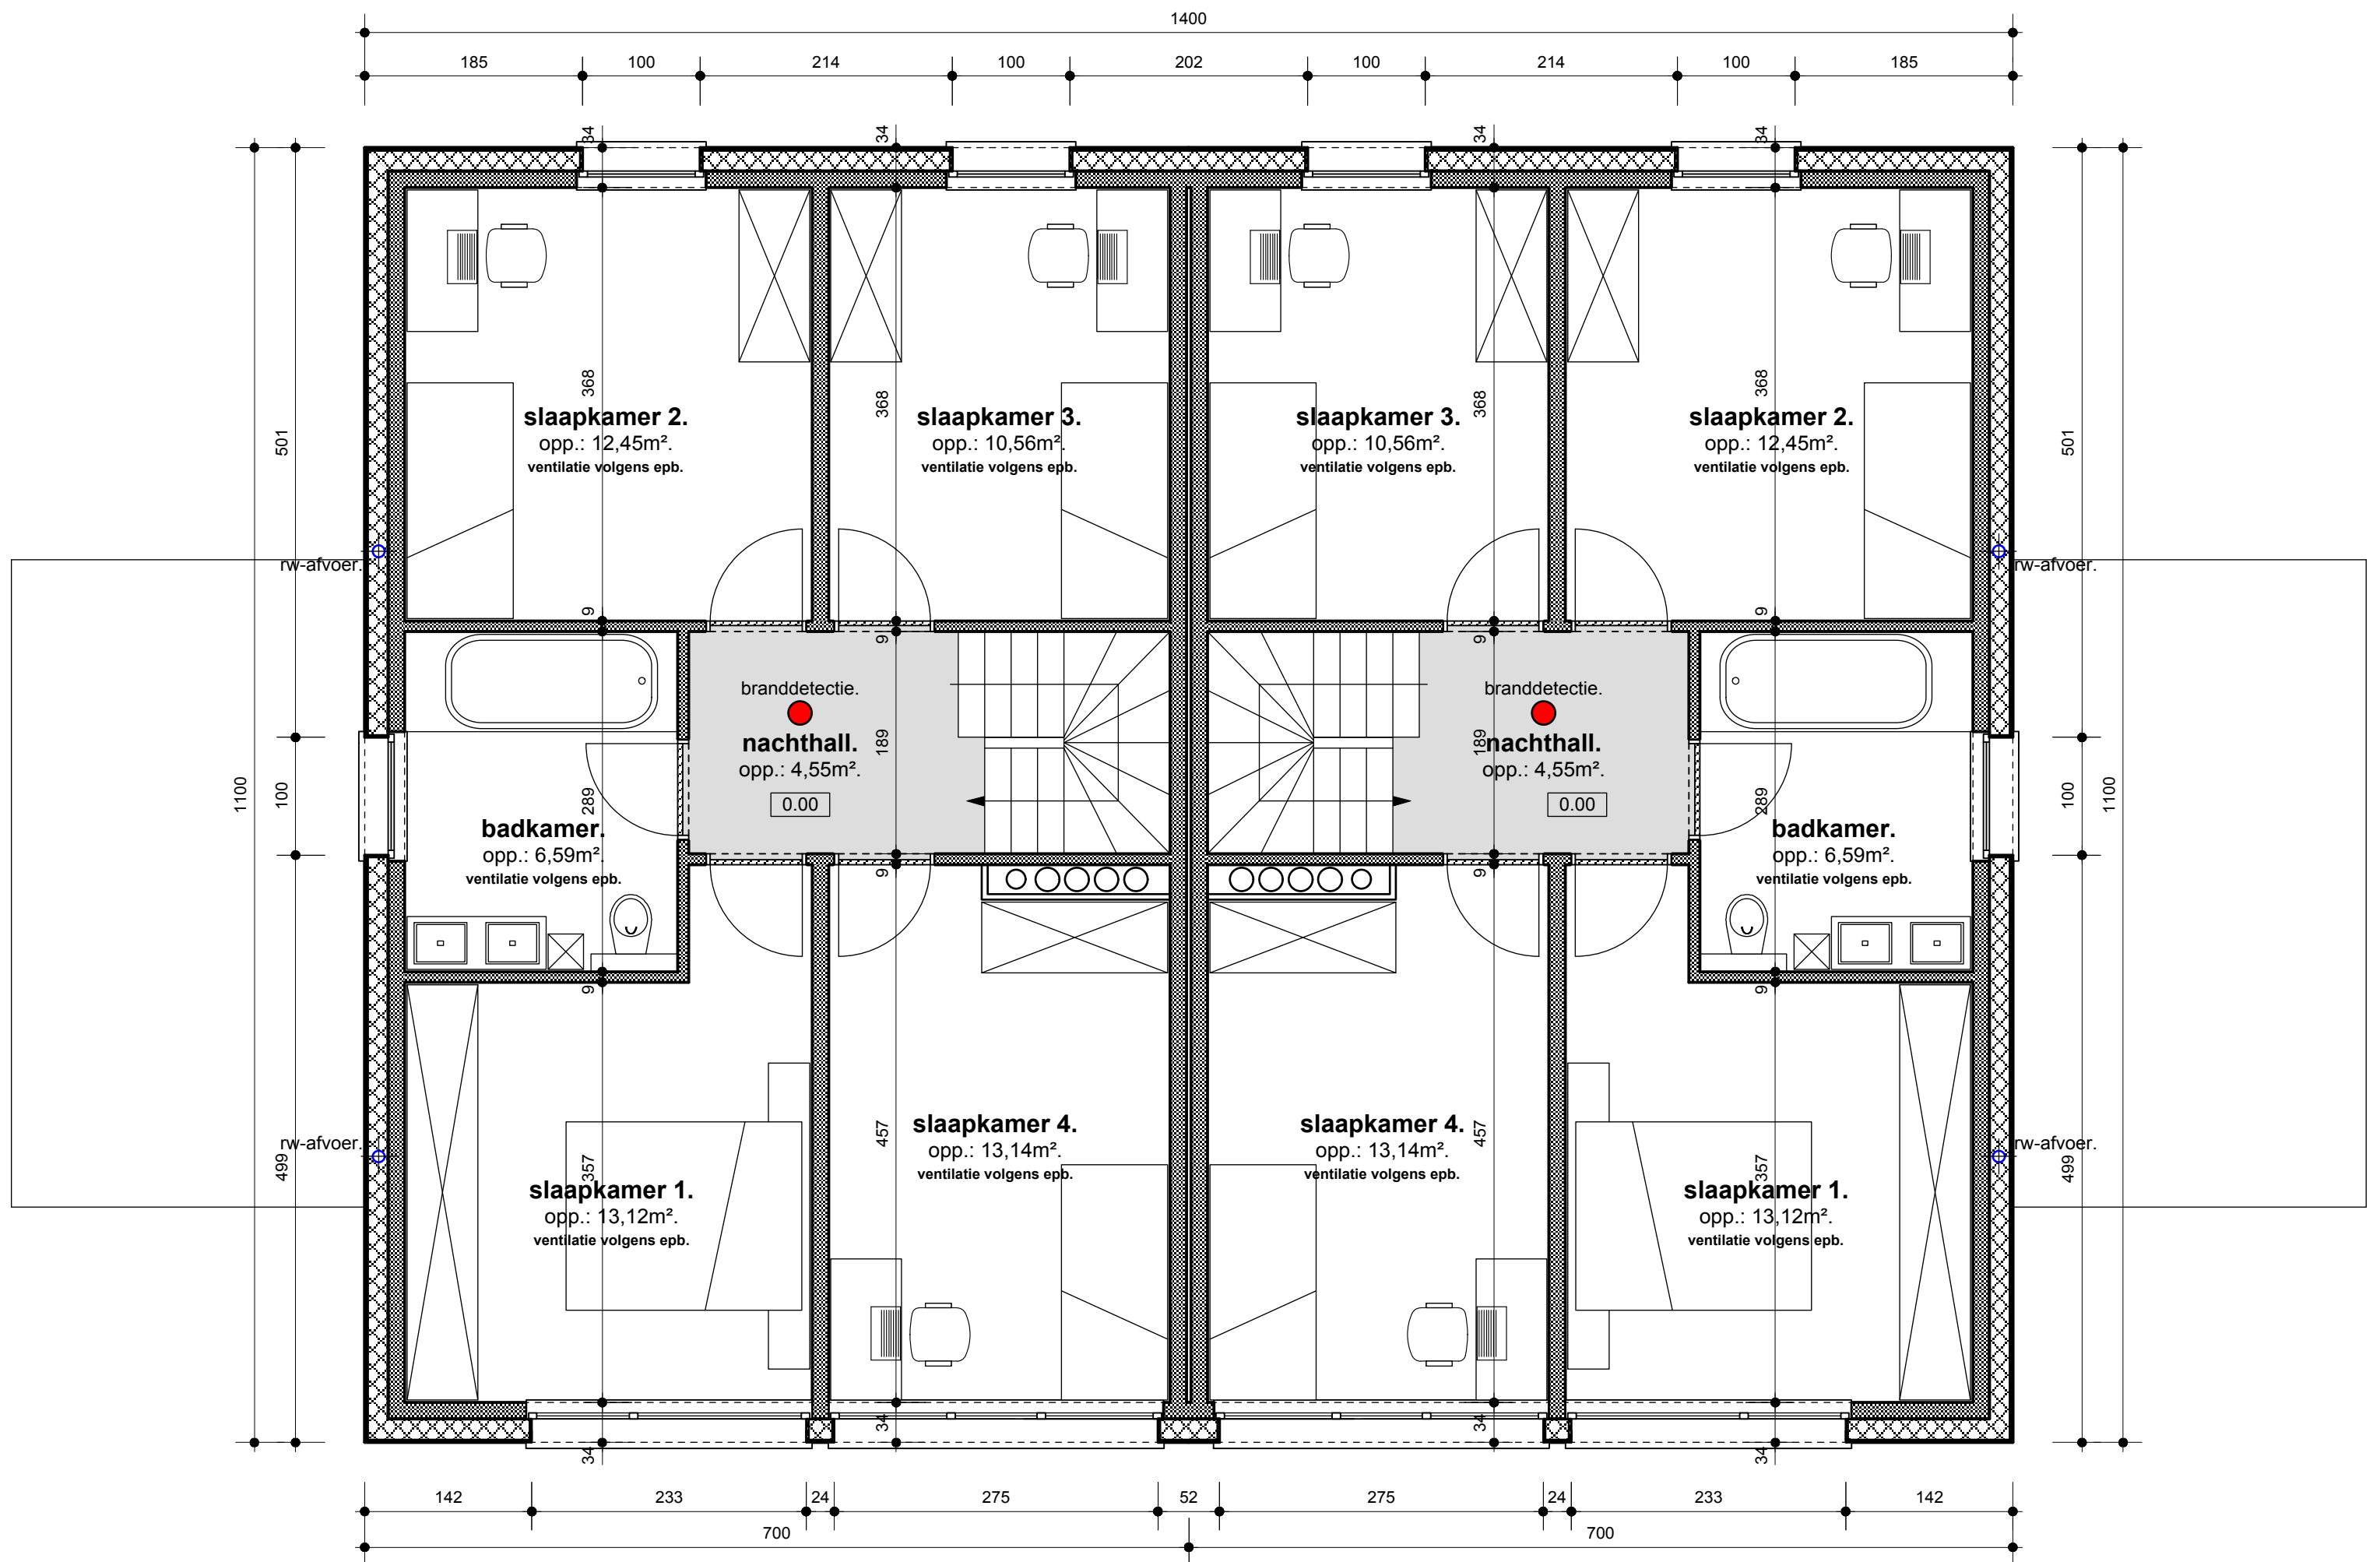 1400
185 100 214 100 202 100 214 100 185
34 34 34 34
501 368 368 368 368 501
slaapkamer 2. slaapkamer 3. slaapkamer 3. slaapkamer 2.
opp.: 12,45m². opp.: 10,56m². opp.: 10,56m². opp.: 12,45m².
ventilatie volgens epb. ventilatie volgens epb. ventilatie volgens epb. ventilatie volgens epb.
rw-afvoer. rw-afvoer.
9 9 9 9
branddetectie. branddetectie.
nachthall. 189 189 nachthall.
opp.: 4,55m². opp.: 4,55m².
0.00 0.00
1100 100 289 289 100 1100
badkamer. badkamer.
opp.: 6,59m². opp.: 6,59m².
ventilatie volgens epb. ventilatie volgens epb.
9 9 9 9
slaapkamer 4. slaapkamer 4.
457 457
opp.: 13,14m². opp.: 13,14m².
ventilatie volgens epb. ventilatie volgens epb.
rw-afvoer. rw-afvoer.
499 357 357 499
slaapkamer 1. slaapkamer 1.
opp.: 13,12m². opp.: 13,12m².
ventilatie volgens epb. ventilatie volgens epb.
34 34 34 34
142 233 24 275 52 275 24 233 142
700 700